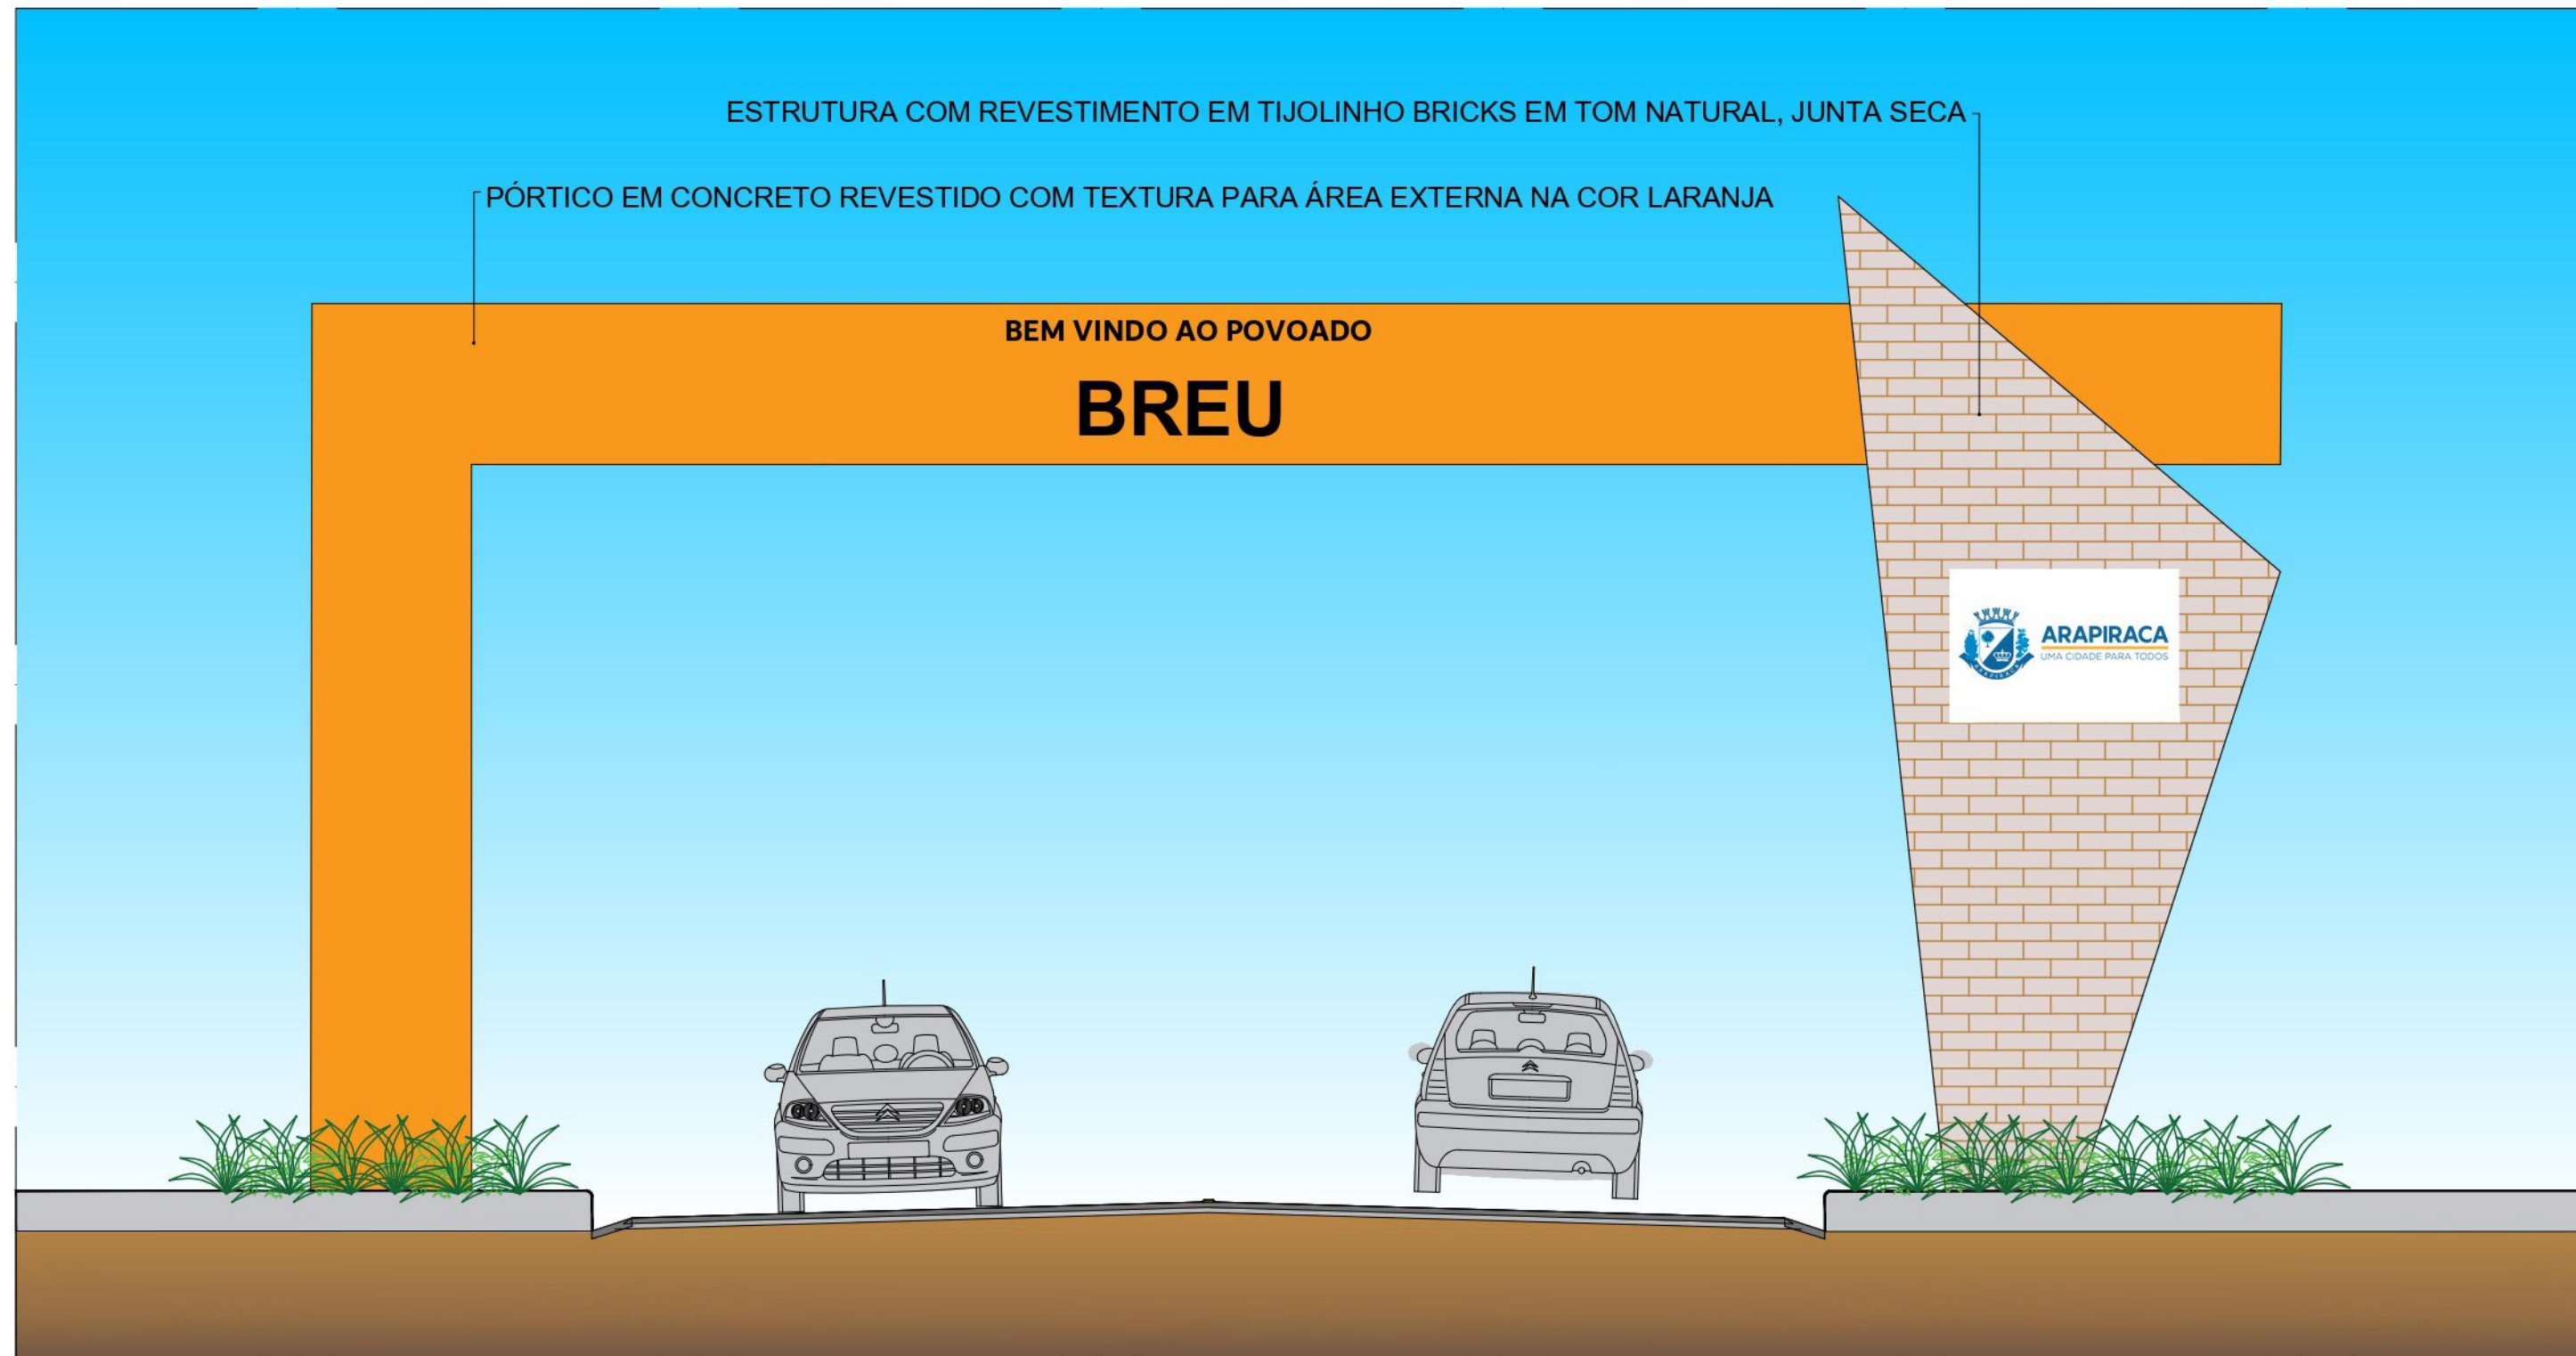 ESTRUTURA COM REVESTIMENTO EM TIJOLINHO BRICKS EM TOM NATURAL, JUNTA SECA
PÓRTICO EM CONCRETO REVESTIDO COM TEXTURA PARA ÁREA EXTERNA NA COR LARANJA
BEM VINDO AO POVOADO
BREU
ARAPIRACA
UMA CIDADE PARA TODOS
ARAPIRACA